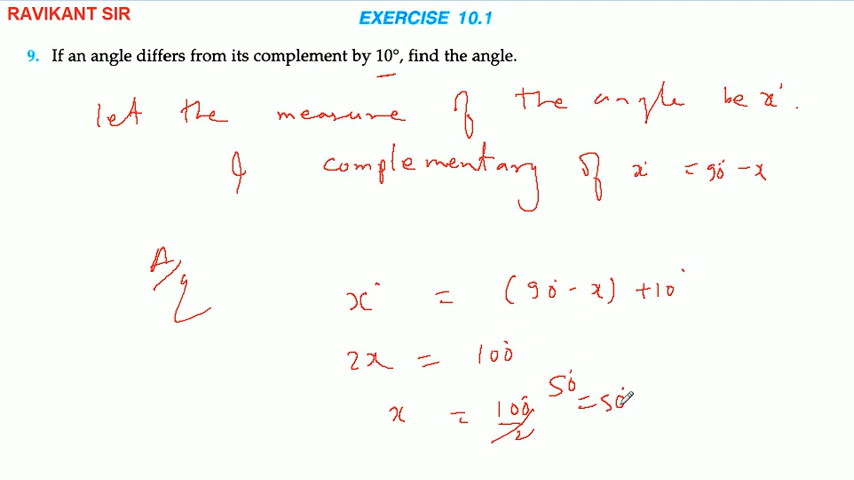 RAVIKANT SIR
EXERCISE 10.1
9. If an angle differs from its complement by 10°, find the angle.
let the measure of the angle be x°.
& complementary of x° = 90° - x
A/q
x° = (90° - x) + 10°
2x = 100°
x = 100°/2 50° = 50°